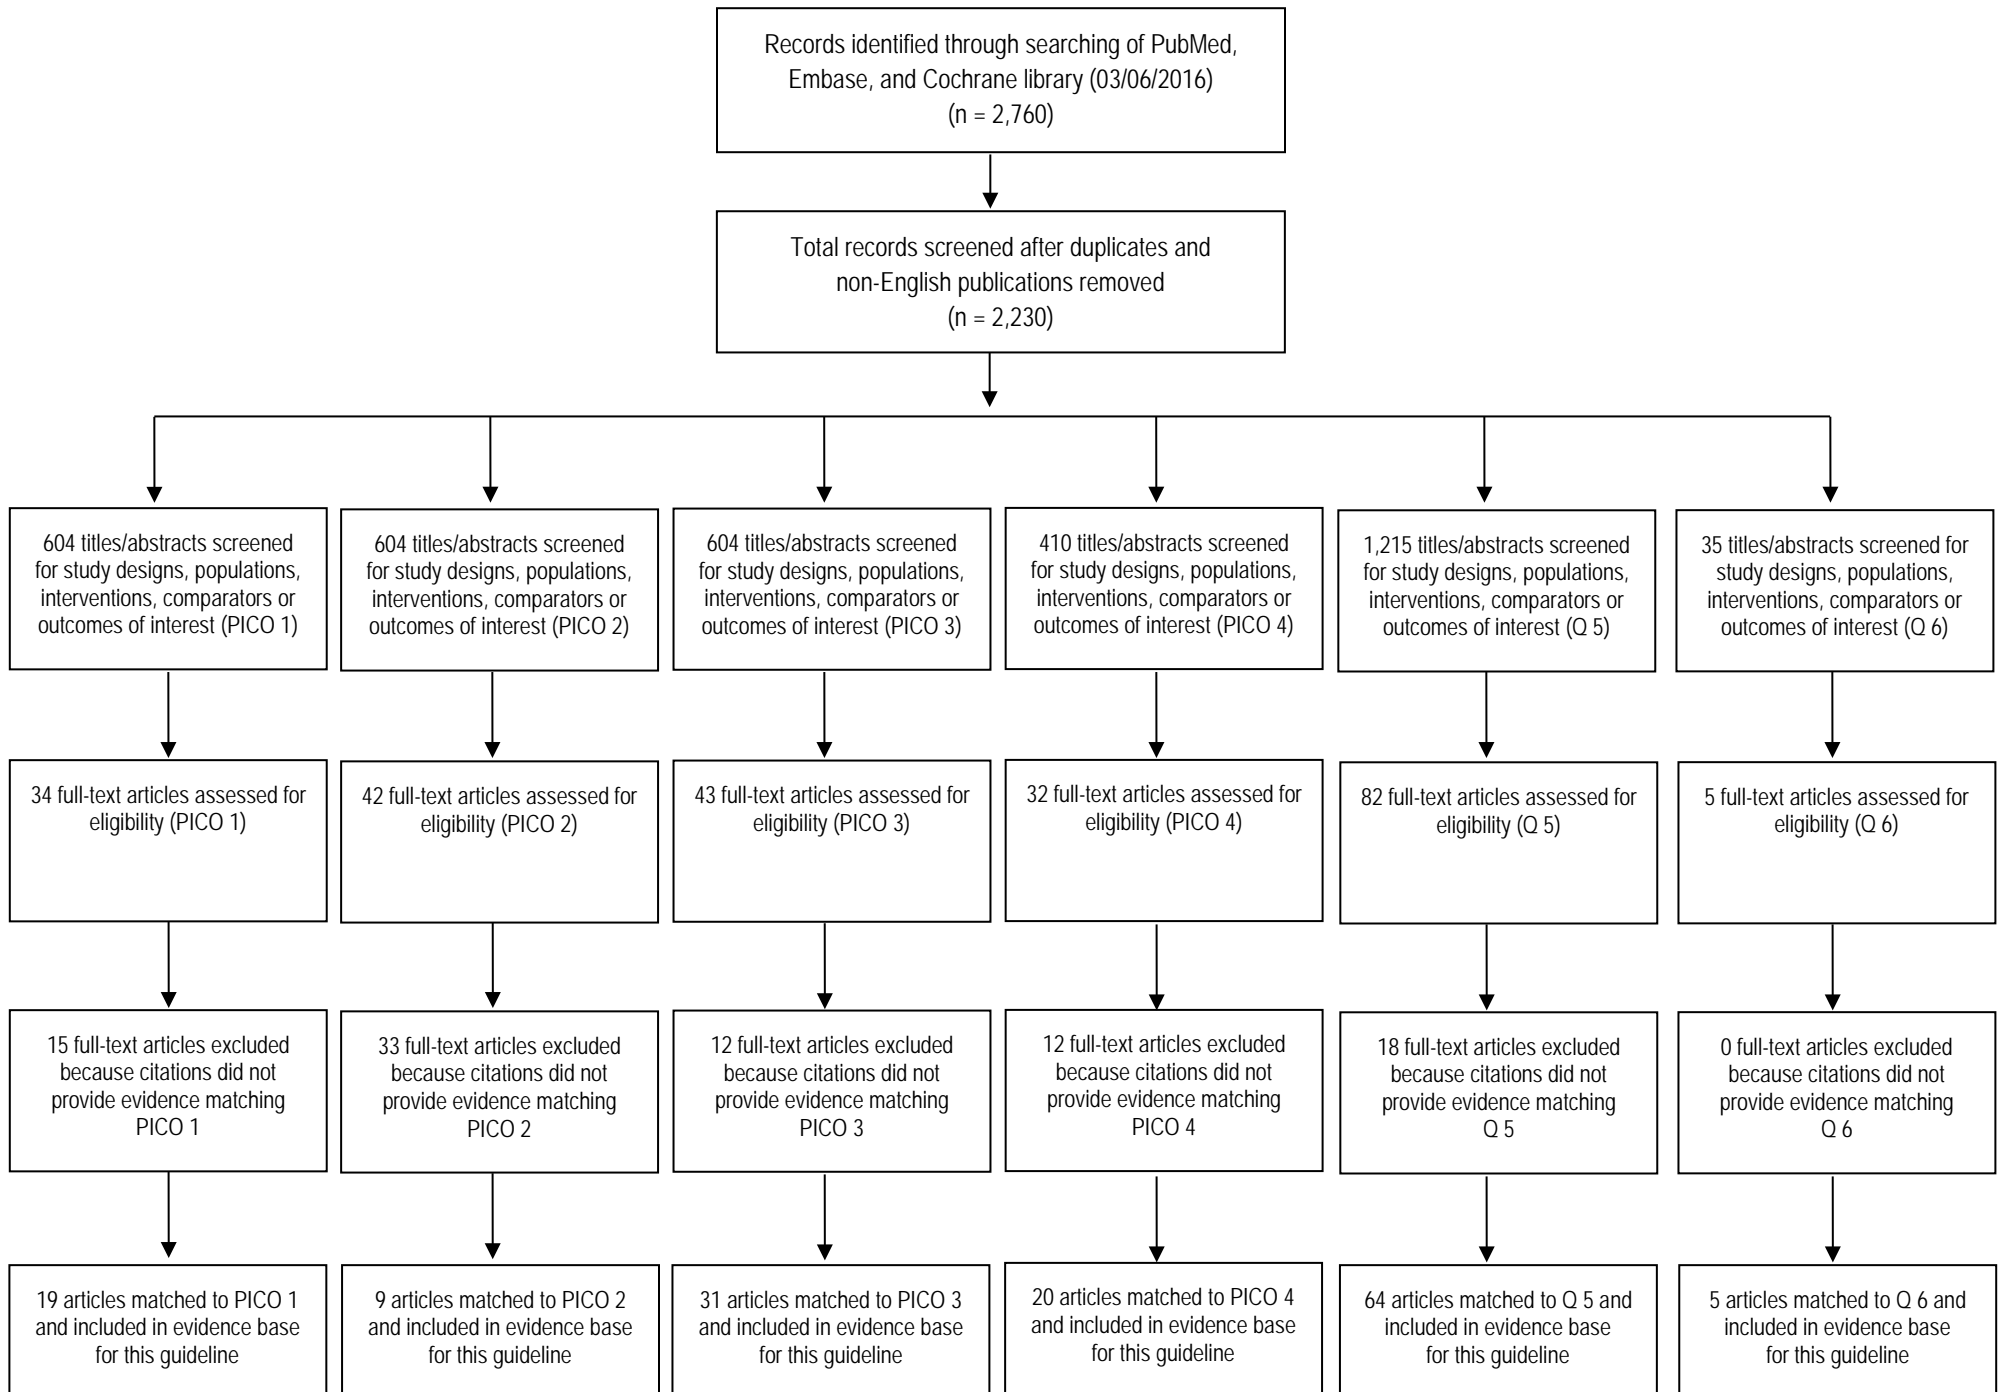 Records identified through searching of PubMed,
Embase, and Cochrane library (03/06/2016)
(n = 2,760)
Total records screened after duplicates and
non-English publications removed
(n = 2,230)
604 titles/abstracts screened
for study designs, populations,
interventions, comparators or
outcomes of interest (PICO 1)
604 titles/abstracts screened
for study designs, populations,
interventions, comparators or
outcomes of interest (PICO 2)
604 titles/abstracts screened
for study designs, populations,
interventions, comparators or
outcomes of interest (PICO 3)
410 titles/abstracts screened
for study designs, populations,
interventions, comparators or
outcomes of interest (PICO 4)
1,215 titles/abstracts screened
for study designs, populations,
interventions, comparators or
outcomes of interest (Q 5)
35 titles/abstracts screened for
study designs, populations,
interventions, comparators or
outcomes of interest (Q 6)
34 full-text articles assessed for
eligibility (PICO 1)
42 full-text articles assessed for
eligibility (PICO 2)
43 full-text articles assessed for
eligibility (PICO 3)
32 full-text articles assessed for
eligibility (PICO 4)
82 full-text articles assessed for
eligibility (Q 5)
5 full-text articles assessed for
eligibility (Q 6)
15 full-text articles excluded
because citations did not
provide evidence matching
PICO 1
33 full-text articles excluded
because citations did not
provide evidence matching
PICO 2
12 full-text articles excluded
because citations did not
provide evidence matching
PICO 3
12 full-text articles excluded
because citations did not
provide evidence matching
PICO 4
18 full-text articles excluded
because citations did not
provide evidence matching
Q 5
0 full-text articles excluded
because citations did not
provide evidence matching
Q 6
19 articles matched to PICO 1
and included in evidence base
for this guideline
9 articles matched to PICO 2
and included in evidence base
for this guideline
31 articles matched to PICO 3
and included in evidence base
for this guideline
20 articles matched to PICO 4
and included in evidence base
for this guideline
64 articles matched to Q 5 and
included in evidence base
for this guideline
5 articles matched to Q 6 and
included in evidence base
for this guideline